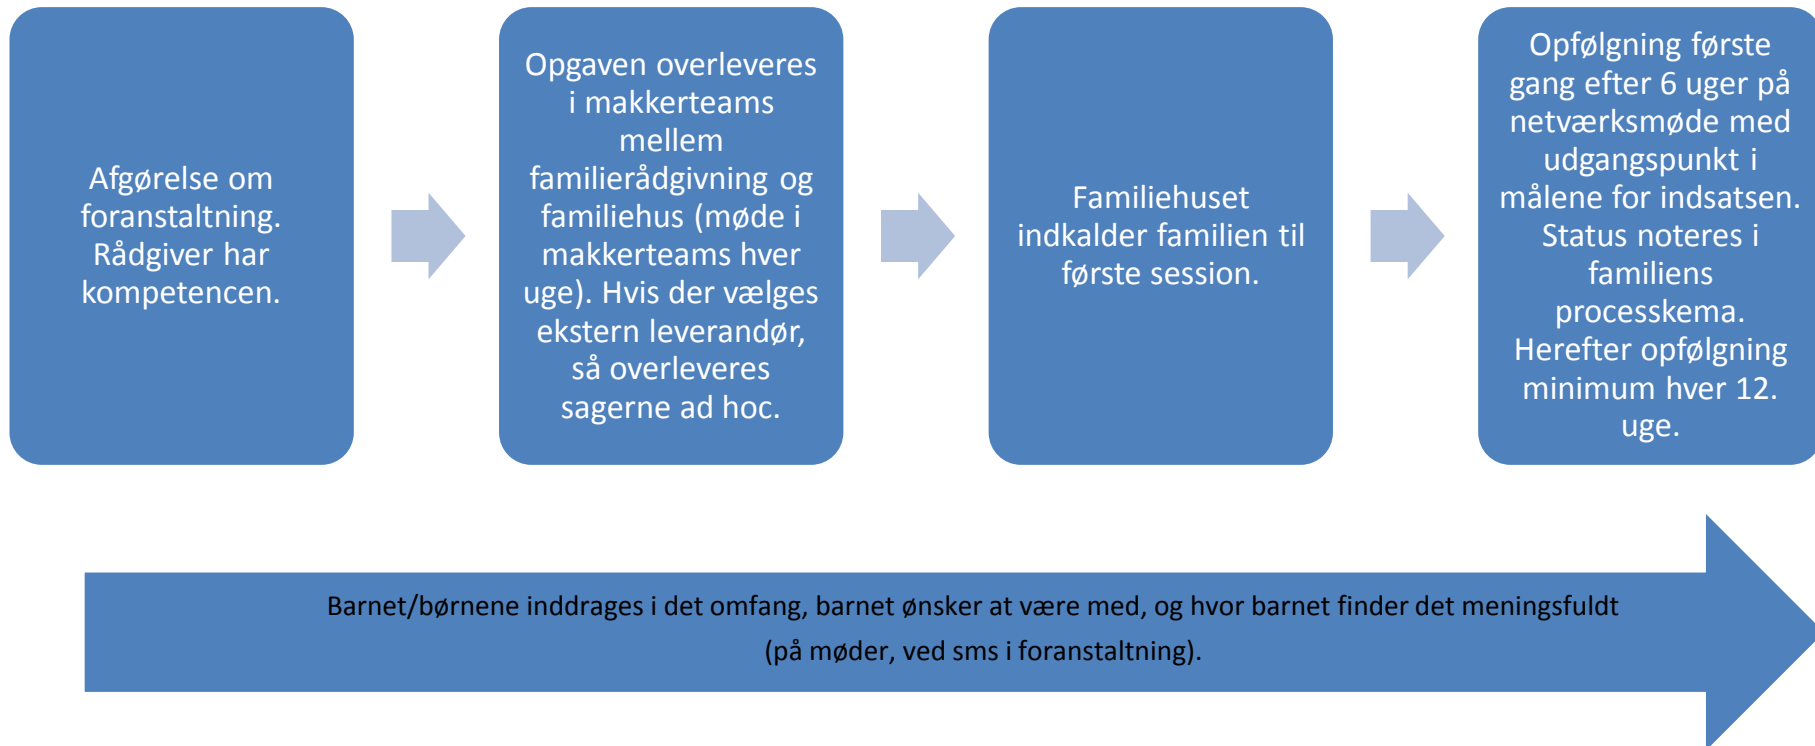 Afgørelse om
foranstaltning.
Rådgiver har
kompetencen.
Opgaven overleveres
i makkerteams
mellem
familierådgivning og
familiehus (møde i
makkerteams hver
uge). Hvis der vælges
ekstern leverandør,
så overleveres
sagerne ad hoc.
Familiehuset
indkalder familien til
første session.
Opfølgning første
gang efter 6 uger på
netværksmøde med
udgangspunkt i
målene for indsatsen.
Status noteres i
familiens
processkema.
Herefter opfølgning
minimum hver 12.
uge.
Barnet/børnene inddrages i det omfang, barnet ønsker at være med, og hvor barnet finder det meningsfuldt
(på møder, ved sms i foranstaltning).